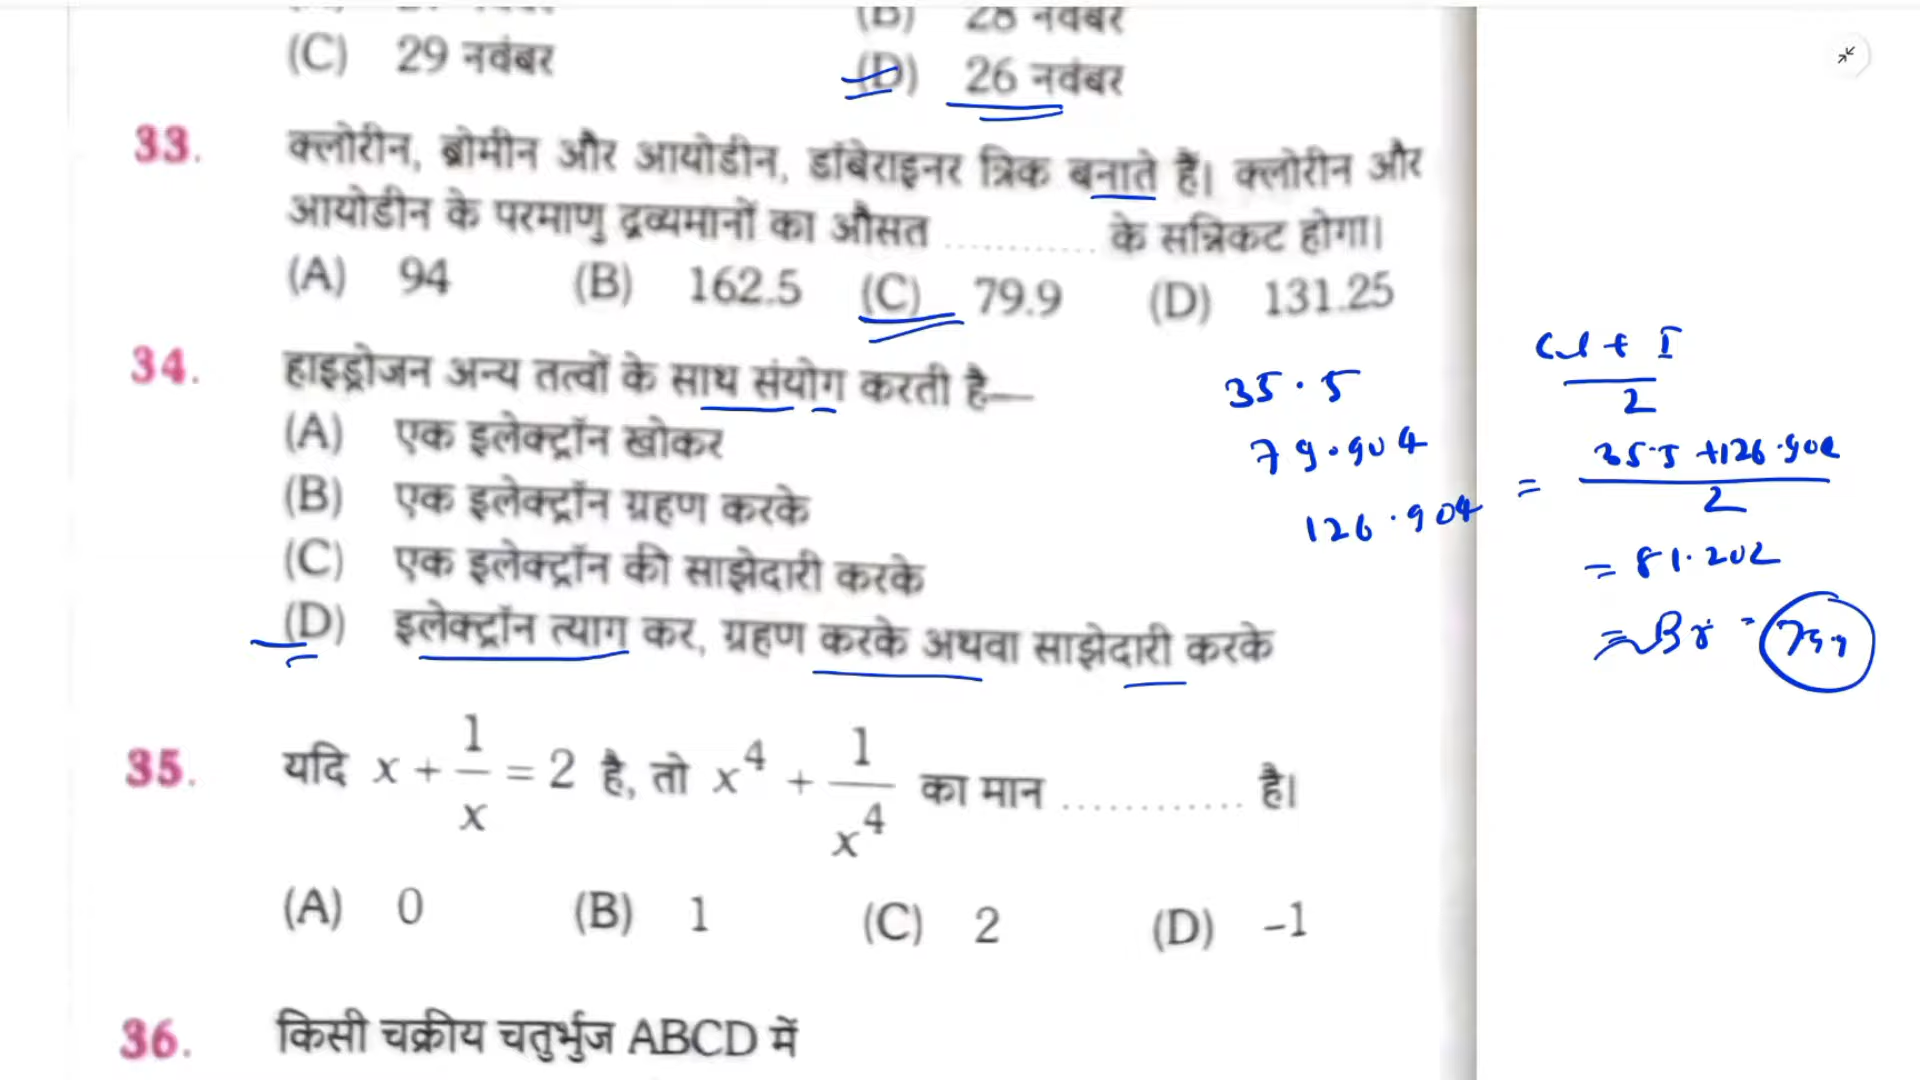 (B) 28 नवंबर
(C) 29 नवंबर (D) 26 नवंबर
33. क्लोरीन, ब्रोमीन और आयोडीन, डॉबेराइनर त्रिक बनाते हैं। क्लोरीन और
आयोडीन के परमाणु द्रव्यमानों का औसत ............ के सन्निकट होगा।
(A) 94 (B) 162.5 (C) 79.9 (D) 131.25
34. हाइड्रोजन अन्य तत्वों के साथ संयोग करती है—
(A) एक इलेक्ट्रॉन खोकर
(B) एक इलेक्ट्रॉन ग्रहण करके
(C) एक इलेक्ट्रॉन की साझेदारी करके
(D) इलेक्ट्रॉन त्याग कर, ग्रहण करके अथवा साझेदारी करके
35. यदि x + 1/x = 2 है, तो x^4 + 1/x^4 का मान ............ है।
(A) 0 (B) 1 (C) 2 (D) -1
36. किसी चक्रीय चतुर्भुज ABCD में
35.5
79.904
126.904
Cl + I
2
= 35.5 + 126.904
2
= 81.202
Br